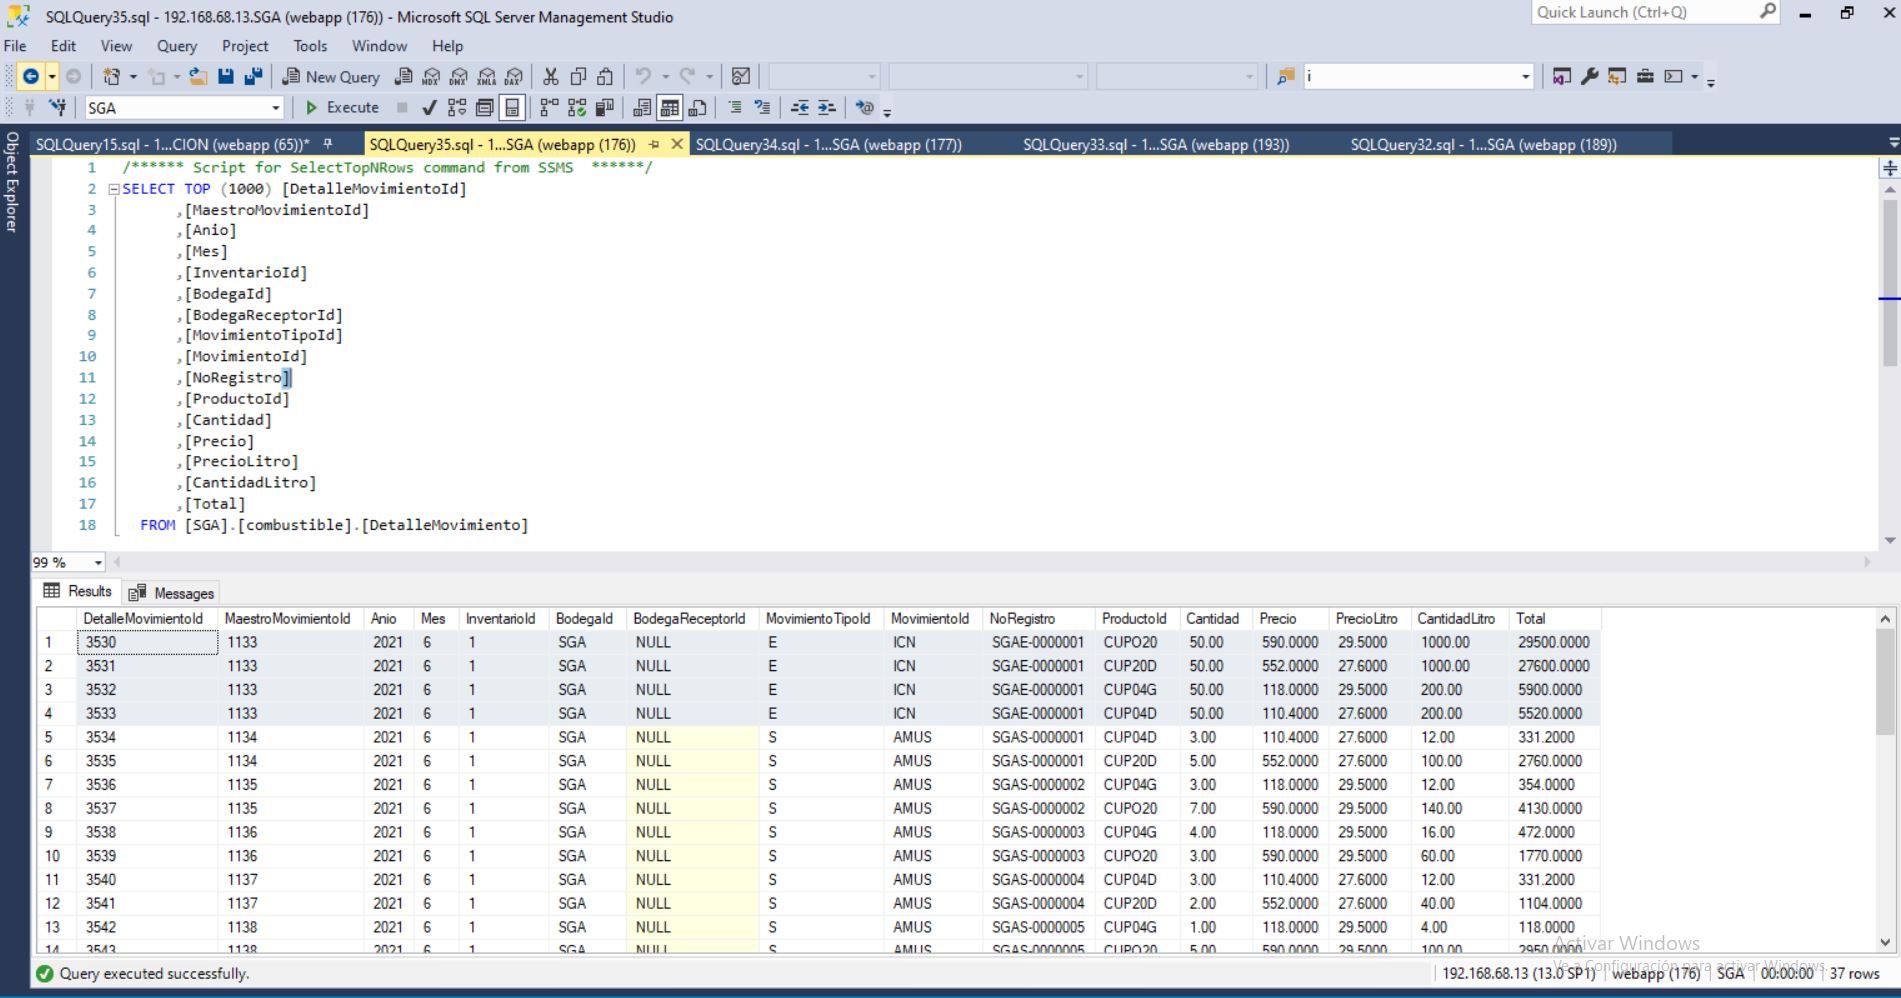 SQLQuery35.sql - 192.168.68.13.SGA (webapp (176)) - Microsoft SQL Server Management Studio
Quick Launch (Ctrl+Q)
File Edit View Query Project Tools Window Help
New Query MDX DMX XMLA DAX i
SGA Execute
Object Explorer
SQLQuery15.sql - 1...CION (webapp (65))* SQLQuery35.sql - 1...SGA (webapp (176)) SQLQuery34.sql - 1...SGA (webapp (177)) SQLQuery33.sql - 1...SGA (webapp (193)) SQLQuery32.sql - 1...SGA (webapp (189))
1 /****** Script for SelectTopNRows command from SSMS ******/
2 SELECT TOP (1000) [DetalleMovimientoId]
3 ,[MaestroMovimientoId]
4 ,[Anio]
5 ,[Mes]
6 ,[InventarioId]
7 ,[BodegaId]
8 ,[BodegaReceptorId]
9 ,[MovimientoTipoId]
10 ,[MovimientoId]
11 ,[NoRegistro]
12 ,[ProductoId]
13 ,[Cantidad]
14 ,[Precio]
15 ,[PrecioLitro]
16 ,[CantidadLitro]
17 ,[Total]
18 FROM [SGA].[combustible].[DetalleMovimiento]
99 %
Results Messages
DetalleMovimientoId MaestroMovimientoId Anio Mes InventarioId BodegaId BodegaReceptorId MovimientoTipoId MovimientoId NoRegistro ProductoId Cantidad Precio PrecioLitro CantidadLitro Total
1 3530 1133 2021 6 1 SGA NULL E ICN SGAE-0000001 CUPO20 50.00 590.0000 29.5000 1000.00 29500.0000
2 3531 1133 2021 6 1 SGA NULL E ICN SGAE-0000001 CUP20D 50.00 552.0000 27.6000 1000.00 27600.0000
3 3532 1133 2021 6 1 SGA NULL E ICN SGAE-0000001 CUP04G 50.00 118.0000 29.5000 200.00 5900.0000
4 3533 1133 2021 6 1 SGA NULL E ICN SGAE-0000001 CUP04D 50.00 110.4000 27.6000 200.00 5520.0000
5 3534 1134 2021 6 1 SGA NULL S AMUS SGAS-0000001 CUP04D 3.00 110.4000 27.6000 12.00 331.2000
6 3535 1134 2021 6 1 SGA NULL S AMUS SGAS-0000001 CUP20D 5.00 552.0000 27.6000 100.00 2760.0000
7 3536 1135 2021 6 1 SGA NULL S AMUS SGAS-0000002 CUP04G 3.00 118.0000 29.5000 12.00 354.0000
8 3537 1135 2021 6 1 SGA NULL S AMUS SGAS-0000002 CUPO20 7.00 590.0000 29.5000 140.00 4130.0000
9 3538 1136 2021 6 1 SGA NULL S AMUS SGAS-0000003 CUP04G 4.00 118.0000 29.5000 16.00 472.0000
10 3539 1136 2021 6 1 SGA NULL S AMUS SGAS-0000003 CUPO20 3.00 590.0000 29.5000 60.00 1770.0000
11 3540 1137 2021 6 1 SGA NULL S AMUS SGAS-0000004 CUP04D 3.00 110.4000 27.6000 12.00 331.2000
12 3541 1137 2021 6 1 SGA NULL S AMUS SGAS-0000004 CUP20D 2.00 552.0000 27.6000 40.00 1104.0000
13 3542 1138 2021 6 1 SGA NULL S AMUS SGAS-0000005 CUP04G 1.00 118.0000 29.5000 4.00 118.0000
14 3543 1138 2021 6 1 SGA NULL S AMUS SGAS-0000005 CUPO20 5.00 590.0000 29.5000 100.00 2950.0000
Activar Windows
Ve a Configuración para activar Windows.
Query executed successfully. 192.168.68.13 (13.0 SP1) webapp (176) SGA 00:00:00 37 rows